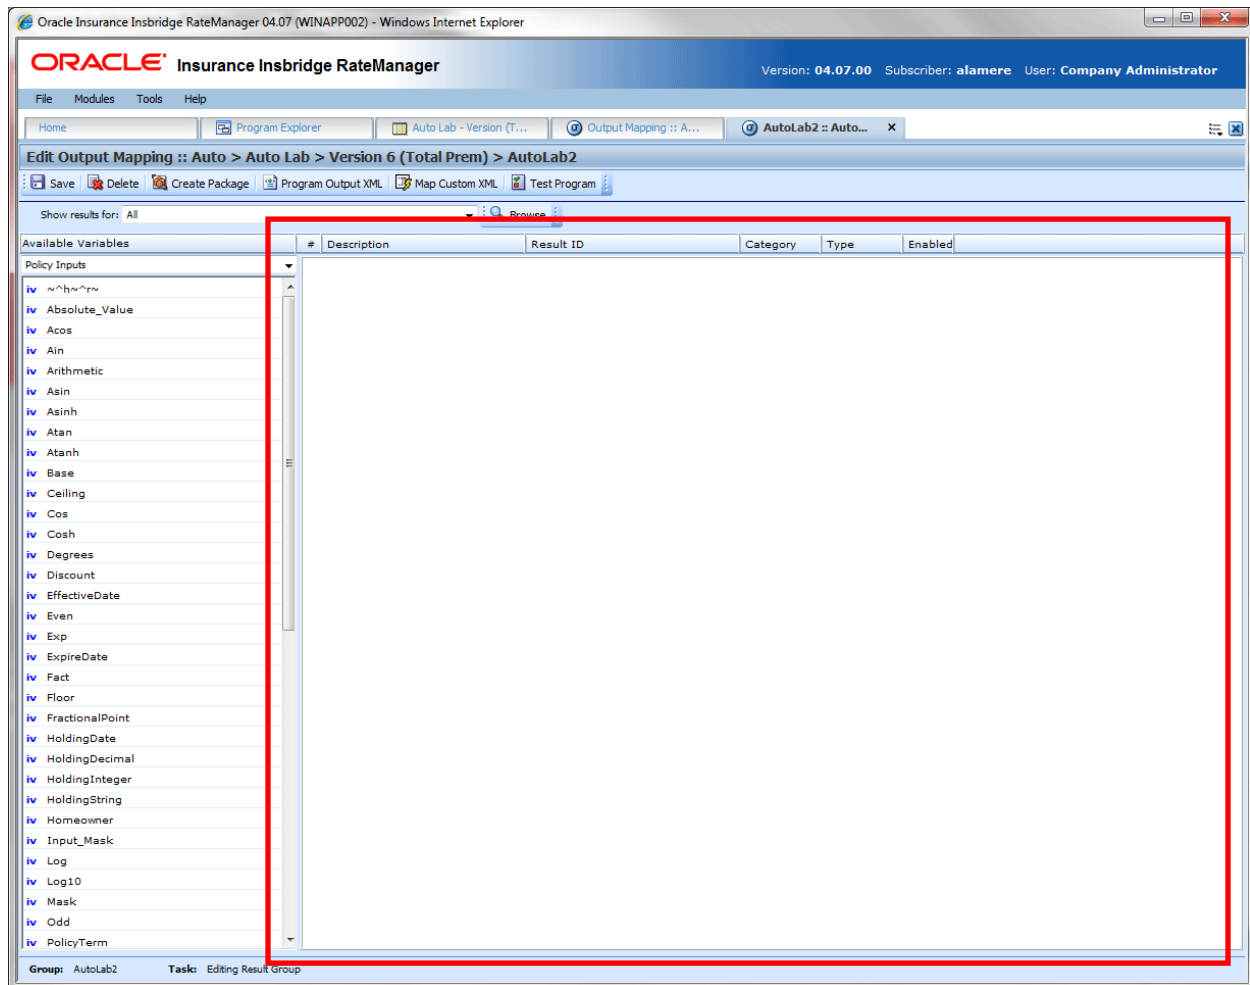 Oracle Insurance Insbridge RateManager 04.07 (WINAPP002) - Windows Internet Explorer
ORACLE Insurance Insbridge RateManager
Version: 04.07.00 Subscriber: alamere User: Company Administrator
File Modules Tools Help
Home Program Explorer Auto Lab - Version (T... Output Mapping :: A... AutoLab2 :: Auto... X
Edit Output Mapping :: Auto > Auto Lab > Version 6 (Total Prem) > AutoLab2
Save Delete Create Package Program Output XML Map Custom XML Test Program
Show results for: All Browse
Available Variables # Description Result ID Category Type Enabled
Policy Inputs
iv ~^h~^r~
iv Absolute_Value
iv Acos
iv Ain
iv Arithmetic
iv Asin
iv Asinh
iv Atan
iv Atanh
iv Base
iv Ceiling
iv Cos
iv Cosh
iv Degrees
iv Discount
iv EffectiveDate
iv Even
iv Exp
iv ExpireDate
iv Fact
iv Floor
iv FractionalPoint
iv HoldingDate
iv HoldingDecimal
iv HoldingInteger
iv HoldingString
iv Homeowner
iv Input_Mask
iv Log
iv Log10
iv Mask
iv Odd
iv PolicyTerm
Group: AutoLab2 Task: Editing Result Group